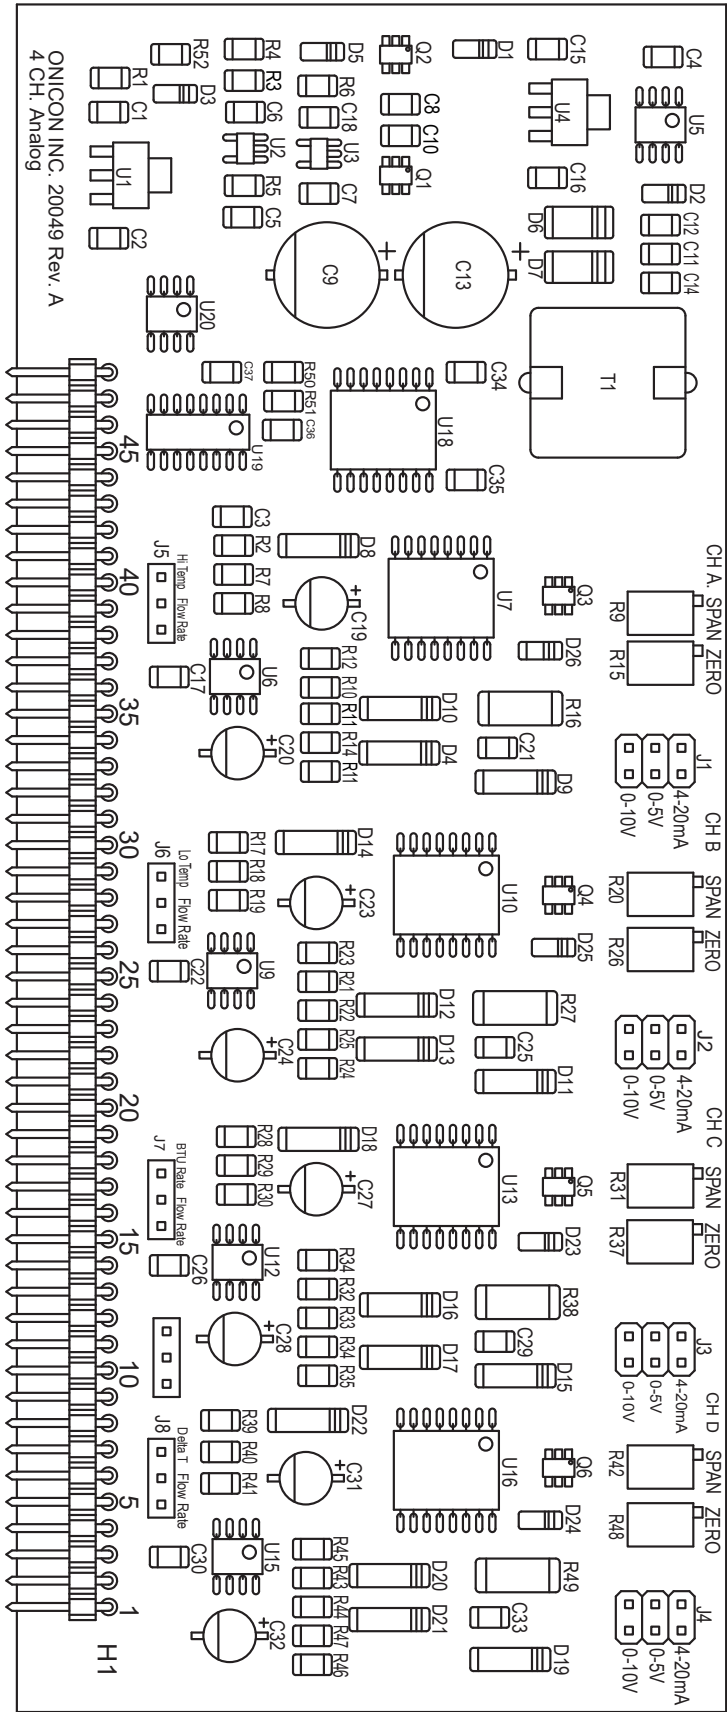 ONICON INC. 20049 Rev. A
4 CH. Analog
R52
R4
D5
Q2
D1
C15
C4
R1
D3
R3
R6
C8
U4
U5
C1
C6
C18
C10
U2
U3
U1
R5
C7
Q1
C16
D2
C2
C5
C12
C11
C14
D6
D7
+
C9
+
C13
U20
T1
C37
R50
R51
C36
C34
U18
U19
C35
45
C3
R2
R7
R8
D8
U7
Q3
CH A. SPAN ZERO
R9
R15
J5
Hi Temp Flow Rate
40
+
C19
D26
C17
U6
R12
R10
R11
R14
R11
D10
D4
R16
C21
D9
35
+
C20
J1
4-20mA
0-5V
0-10V
CH B
SPAN ZERO
R20
R26
30
J6
Lo Temp Flow Rate
R17
R18
R19
D14
+
C23
U10
Q4
D25
C22
U9
R23
R21
R22
R25
R24
D12
D13
R27
C25
D11
25
+
C24
J2
4-20mA
0-5V
0-10V
CH C
SPAN ZERO
R31
R37
20
J7
BTU Rate Flow Rate
R28
R29
R30
D18
+
C27
U13
Q5
D23
15
C26
U12
R34
R32
R33
R34
R35
D16
D17
R38
C29
D15
+
C28
10
J3
4-20mA
0-5V
0-10V
CH D
SPAN ZERO
R42
R48
J8
Delta T Flow Rate
R39
R40
R41
D22
+
C31
U16
Q6
D24
5
C30
U15
R45
R43
R44
R47
R46
D20
D21
R49
C33
D19
+
C32
J4
4-20mA
0-5V
0-10V
1
H1